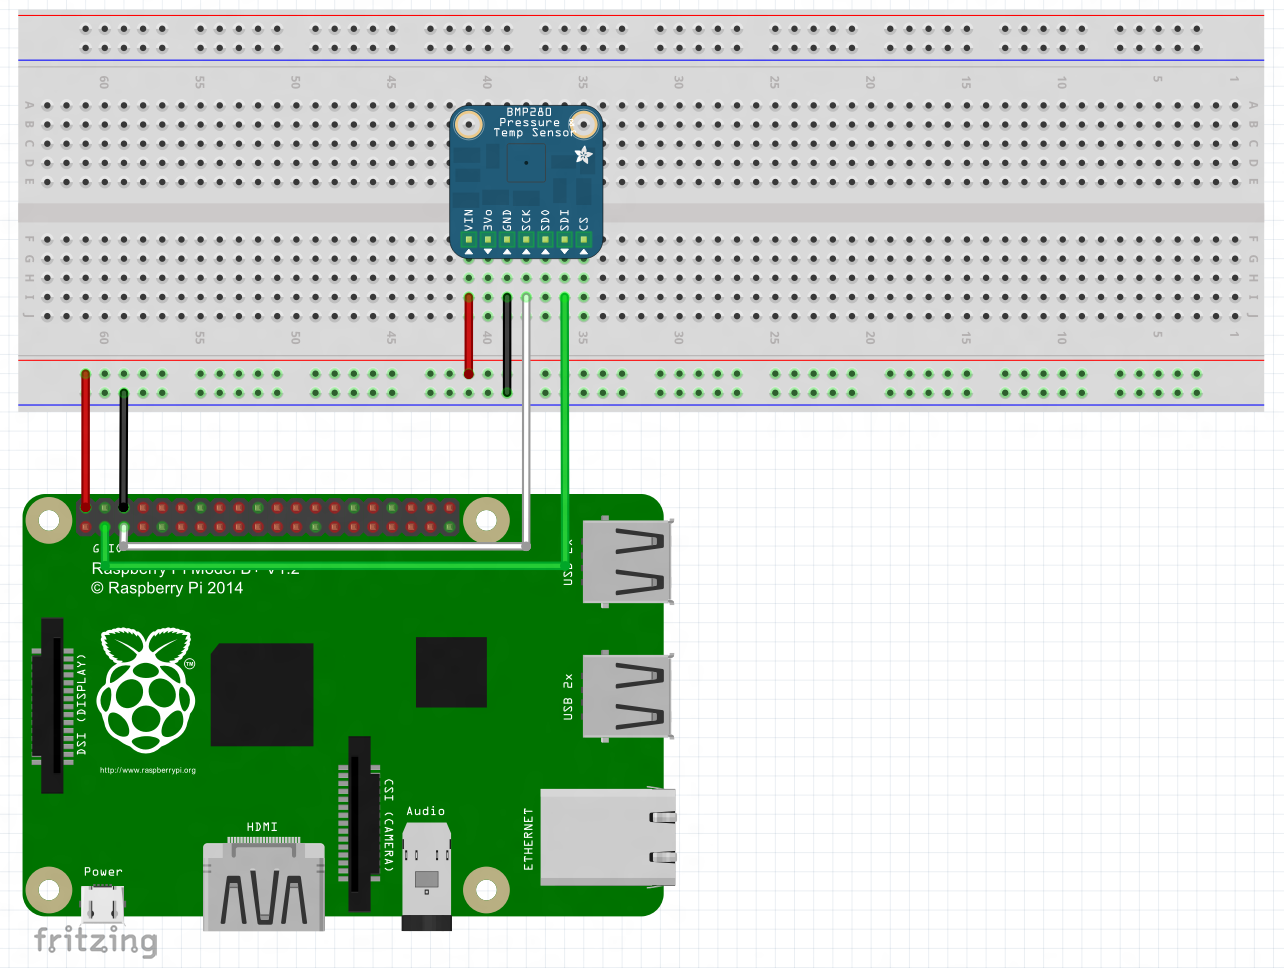 60 55 50 45 40 35 30 25 20 15 10 5 1
A A
B B
C C
D D
E E
BMP280
Pressure &
Temp Sensor
VIN 3Vo GND SCK SDO SDI CS
F F
G G
H H
I I
J J
60 55 50 45 40 35 30 25 20 15 10 5 1
GPIO
Raspberry Pi Model B+ V1.2
© Raspberry Pi 2014
USB 2x
DSI (DISPLAY)
TM
USB 2x
http://www.raspberrypi.org
CSI (CAMERA)
Audio
ETHERNET
HDMI
Power
fritzing